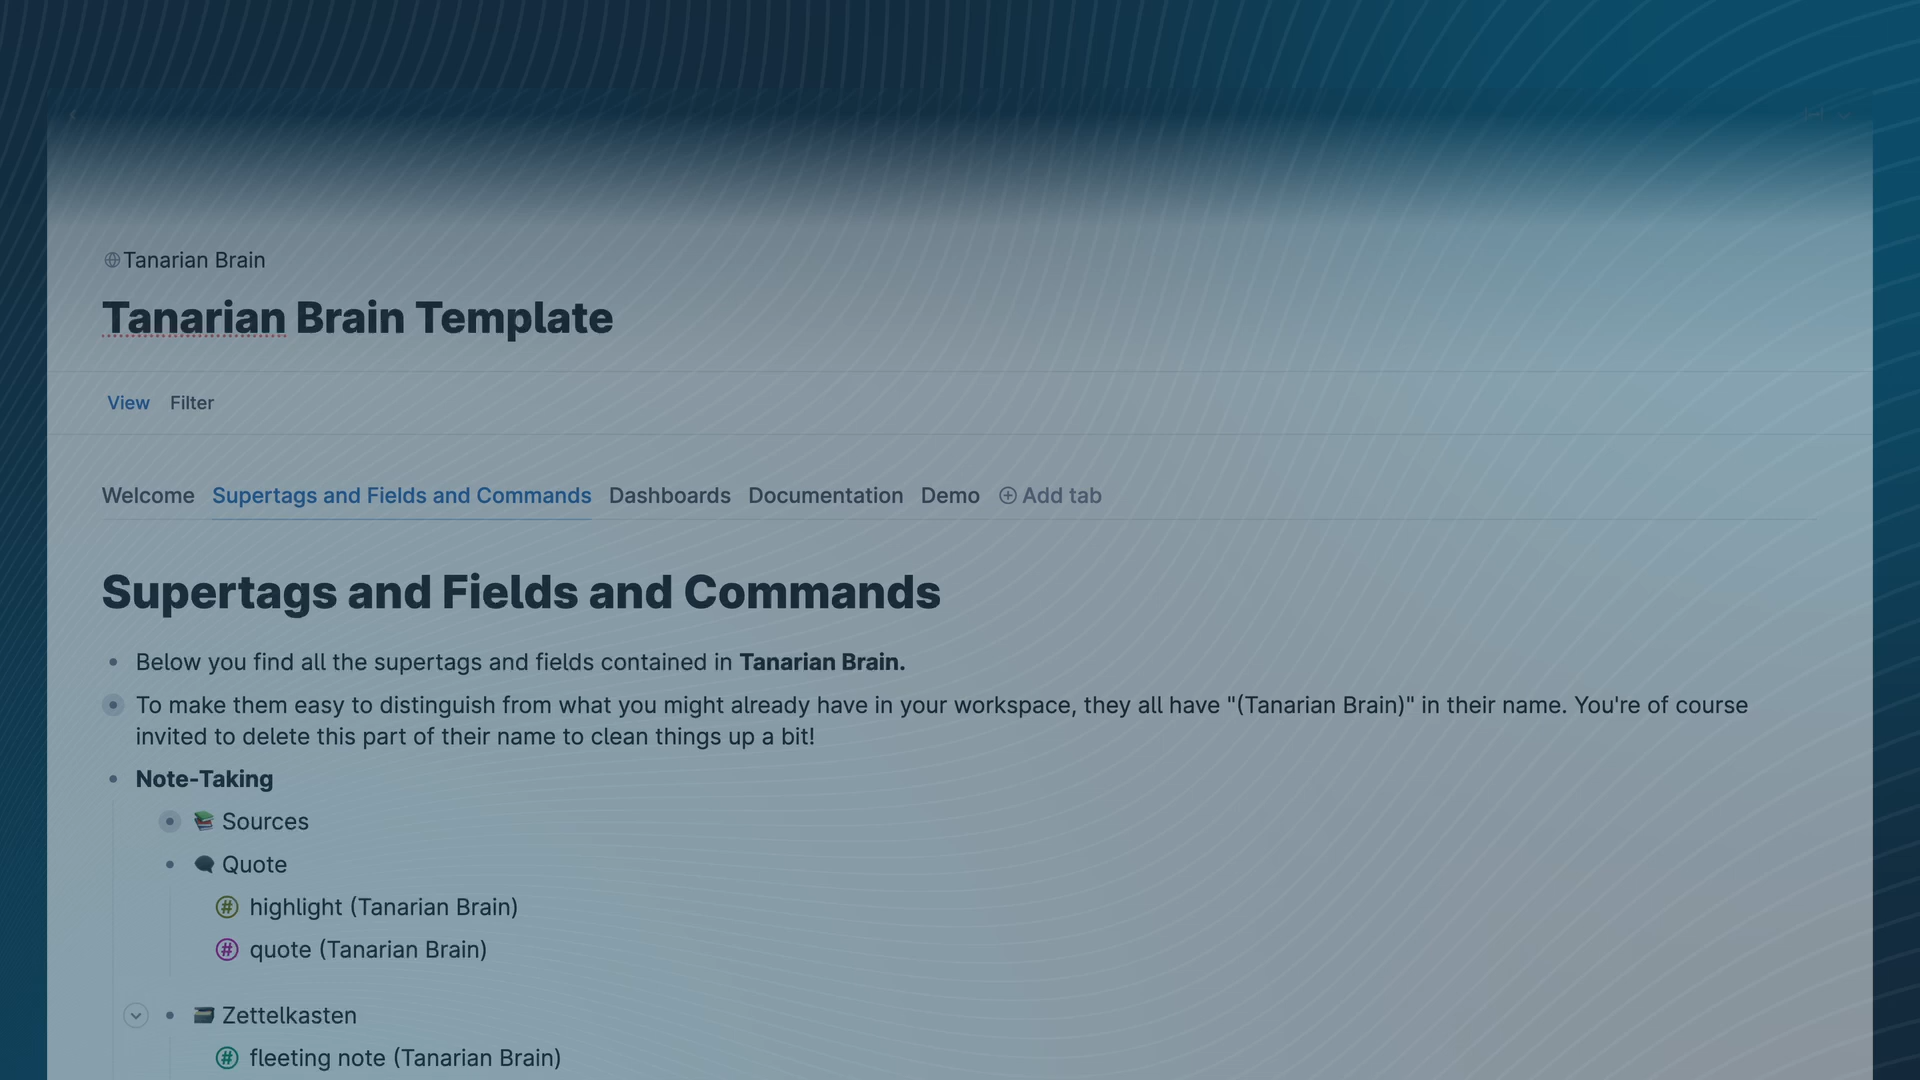 Tanarian Brain
Tanarian Brain Template
View Filter
Welcome Supertags and Fields and Commands Dashboards Documentation Demo Add tab
Supertags and Fields and Commands
Below you find all the supertags and fields contained in Tanarian Brain.
To make them easy to distinguish from what you might already have in your workspace, they all have "(Tanarian Brain)" in their name. You're of course
invited to delete this part of their name to clean things up a bit!
Note-Taking
Sources
Quote
# highlight (Tanarian Brain)
# quote (Tanarian Brain)
Zettelkasten
# fleeting note (Tanarian Brain)